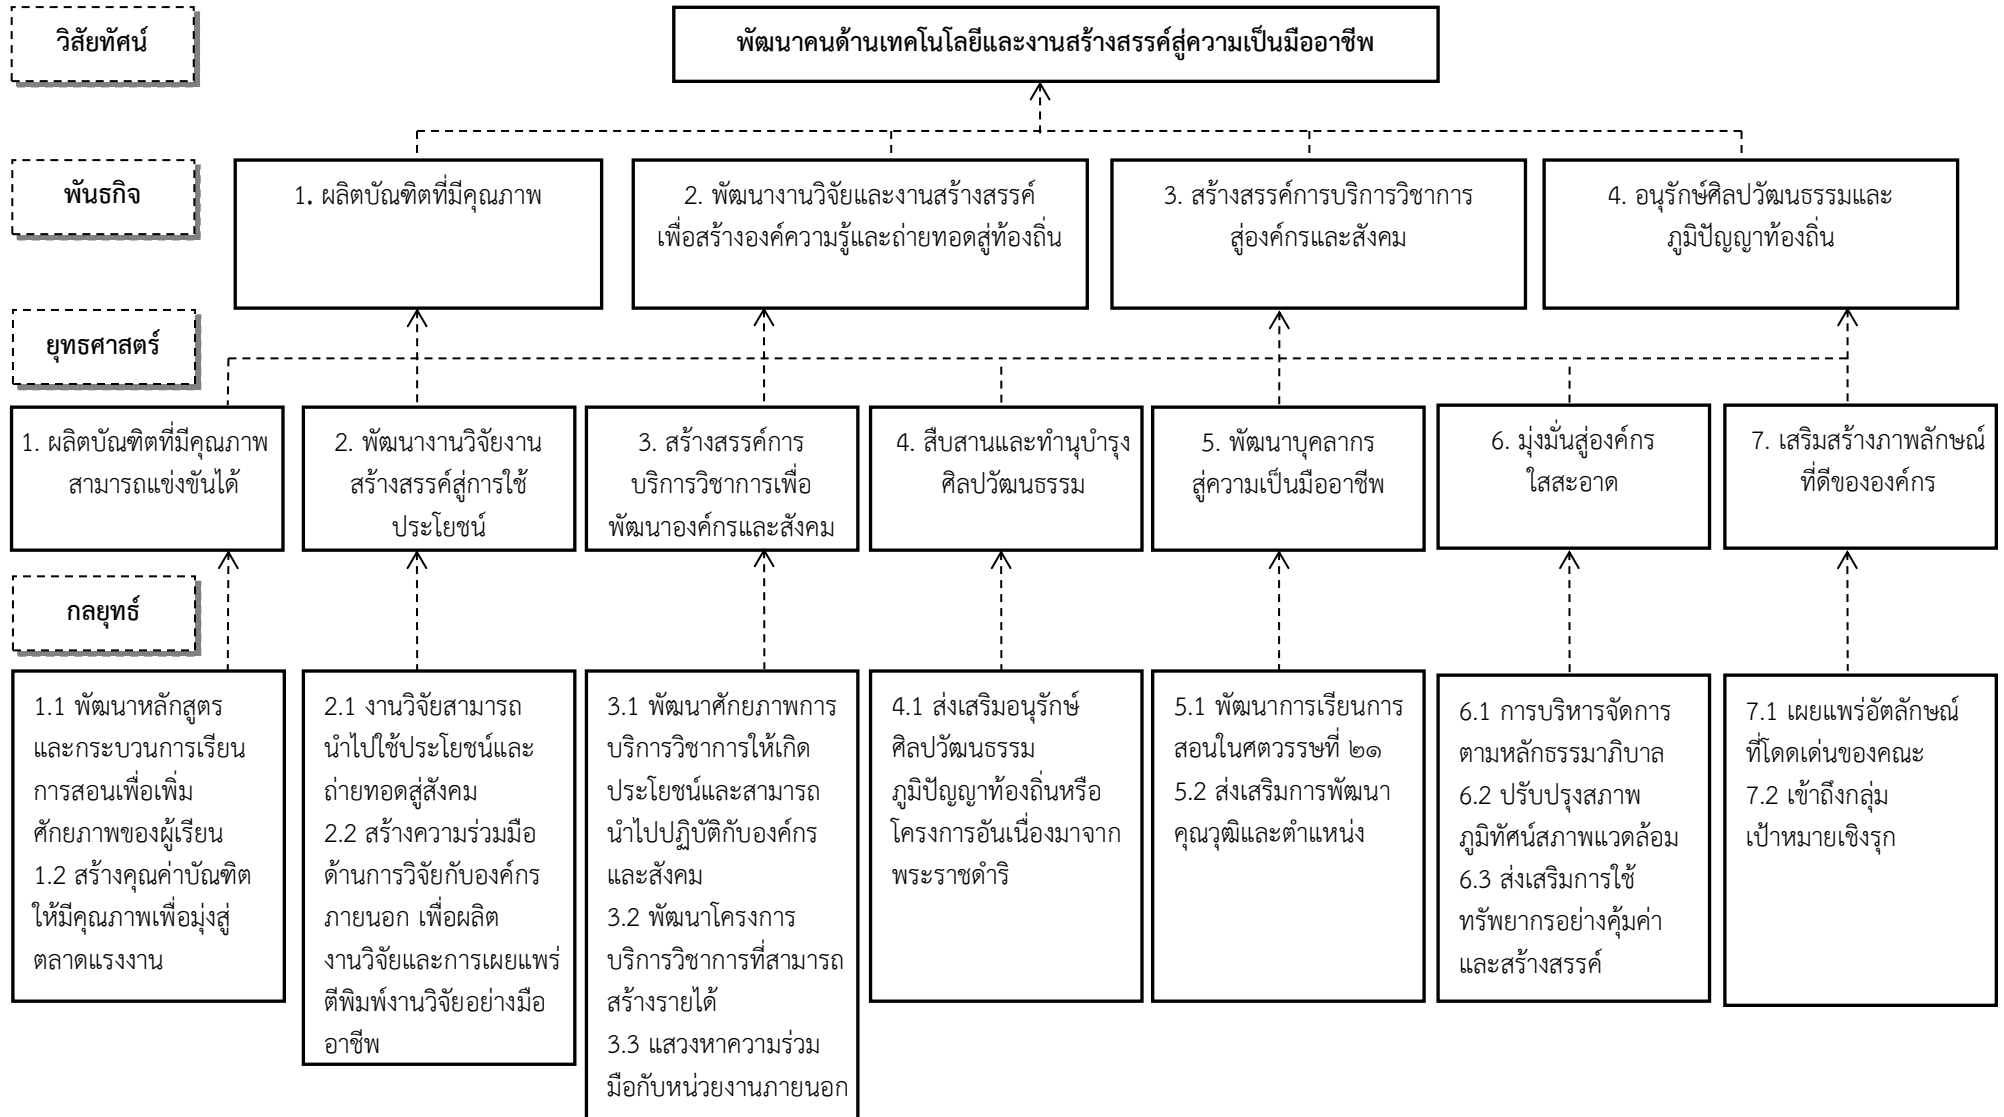 วิสัยทัศน์
พัฒนาคนด้านเทคโนโลยีและงานสร้างสรรค์สู่ความเป็นมืออาชีพ
พันธกิจ
1. ผลิตบัณฑิตที่มีคุณภาพ
2. พัฒนางานวิจัยและงานสร้างสรรค์
เพื่อสร้างองค์ความรู้และถ่ายทอดสู่ท้องถิ่น
3. สร้างสรรค์การบริการวิชาการ
สู่องค์กรและสังคม
4. อนุรักษ์ศิลปวัฒนธรรมและ
ภูมิปัญญาท้องถิ่น
ยุทธศาสตร์
1. ผลิตบัณฑิตที่มีคุณภาพ
สามารถแข่งขันได้
2. พัฒนางานวิจัยงาน
สร้างสรรค์สู่การใช้
ประโยชน์
3. สร้างสรรค์การ
บริการวิชาการเพื่อ
พัฒนาองค์กรและสังคม
4. สืบสานและทำนุบำรุง
ศิลปวัฒนธรรม
5. พัฒนาบุคลากร
สู่ความเป็นมืออาชีพ
6. มุ่งมั่นสู่องค์กร
ใสสะอาด
7. เสริมสร้างภาพลักษณ์
ที่ดีขององค์กร
กลยุทธ์
1.1 พัฒนาหลักสูตร
และกระบวนการเรียน
การสอนเพื่อเพิ่ม
ศักยภาพของผู้เรียน
1.2 สร้างคุณค่าบัณฑิต
ให้มีคุณภาพเพื่อมุ่งสู่
ตลาดแรงงาน
2.1 งานวิจัยสามารถ
นำไปใช้ประโยชน์และ
ถ่ายทอดสู่สังคม
2.2 สร้างความร่วมมือ
ด้านการวิจัยกับองค์กร
ภายนอก เพื่อผลิต
งานวิจัยและการเผยแพร่
ตีพิมพ์งานวิจัยอย่างมือ
อาชีพ
3.1 พัฒนาศักยภาพการ
บริการวิชาการให้เกิด
ประโยชน์และสามารถ
นำไปปฏิบัติกับองค์กร
และสังคม
3.2 พัฒนาโครงการ
บริการวิชาการที่สามารถ
สร้างรายได้
3.3 แสวงหาความร่วม
มือกับหน่วยงานภายนอก
4.1 ส่งเสริมอนุรักษ์
ศิลปวัฒนธรรม
ภูมิปัญญาท้องถิ่นหรือ
โครงการอันเนื่องมาจาก
พระราชดำริ
5.1 พัฒนาการเรียนการ
สอนในศตวรรษที่ ๒๑
5.2 ส่งเสริมการพัฒนา
คุณวุฒิและตำแหน่ง
6.1 การบริหารจัดการ
ตามหลักธรรมาภิบาล
6.2 ปรับปรุงสภาพ
ภูมิทัศน์สภาพแวดล้อม
6.3 ส่งเสริมการใช้
ทรัพยากรอย่างคุ้มค่า
และสร้างสรรค์
7.1 เผยแพร่อัตลักษณ์
ที่โดดเด่นของคณะ
7.2 เข้าถึงกลุ่ม
เป้าหมายเชิงรุก